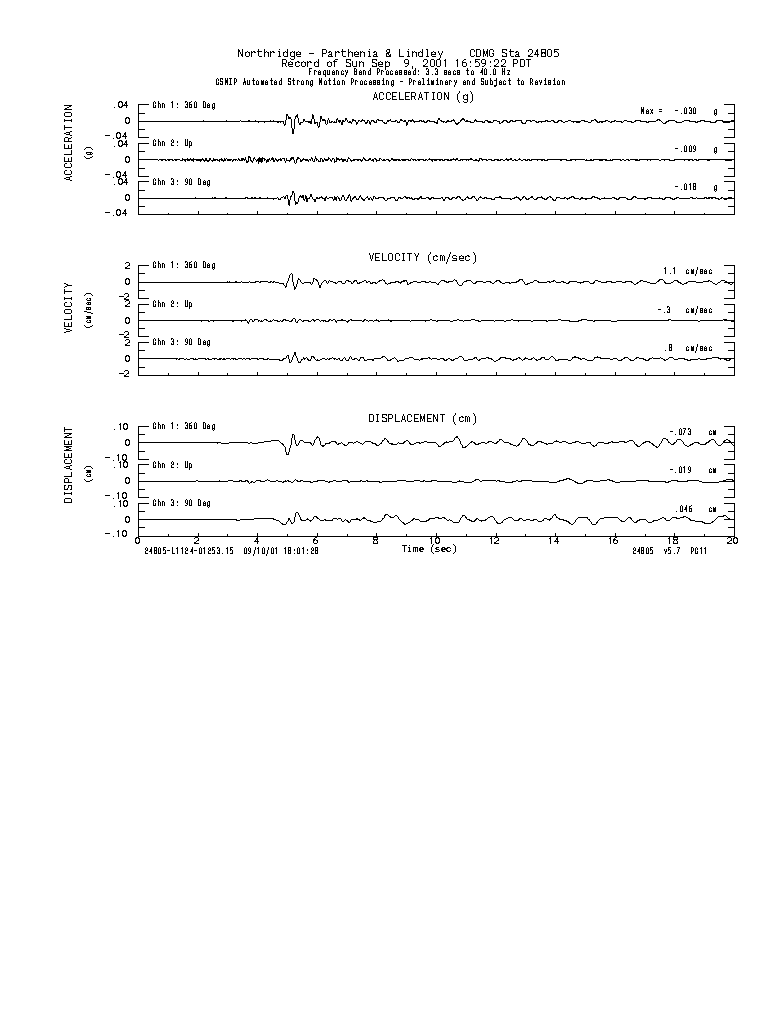 Northridge - Parthenia & Lindley    CDMG Sta 24805
Record of Sun Sep  9, 2001 16:59:22 PDT
Frequency Band Processed: 3.3 secs to 40.0 Hz
CSMIP Automated Strong Motion Processing - Preliminary and Subject to Revision
ACCELERATION (g)
ACCELERATION
(g)
.04
0
-.04
Chn 1: 360 Deg
Max =  -.030  g
.04
0
-.04
Chn 2: Up
-.009  g
.04
0
-.04
Chn 3: 90 Deg
-.018  g
VELOCITY (cm/sec)
VELOCITY
(cm/sec)
2
0
-2
Chn 1: 360 Deg
1.1  cm/sec
2
0
-2
Chn 2: Up
-.3  cm/sec
2
0
-2
Chn 3: 90 Deg
.8  cm/sec
DISPLACEMENT (cm)
DISPLACEMENT
(cm)
.10
0
-.10
Chn 1: 360 Deg
-.073  cm
.10
0
-.10
Chn 2: Up
-.019  cm
.10
0
-.10
Chn 3: 90 Deg
.046  cm
0 2 4 6 8 10 12 14 16 18 20
Time (sec)
24805-L1124-01253.15  09/10/01 18:01:28
24805  v5.7  PC11